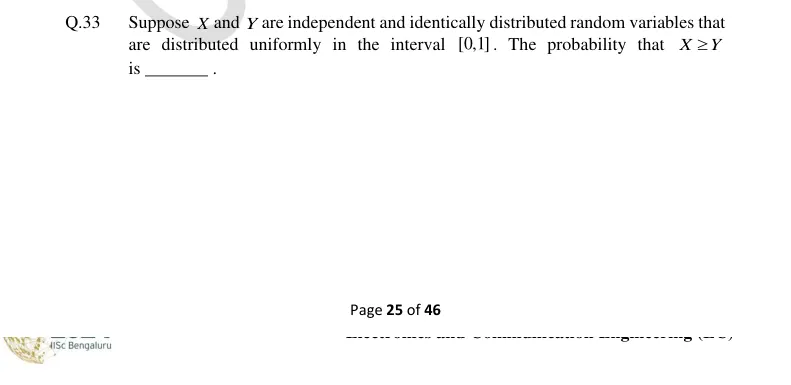 Q.33 Suppose X and Y are independent and identically distributed random variables that
are distributed uniformly in the interval [0,1]. The probability that X ≥ Y
is ________ .
Page 25 of 46
IISc Bengaluru